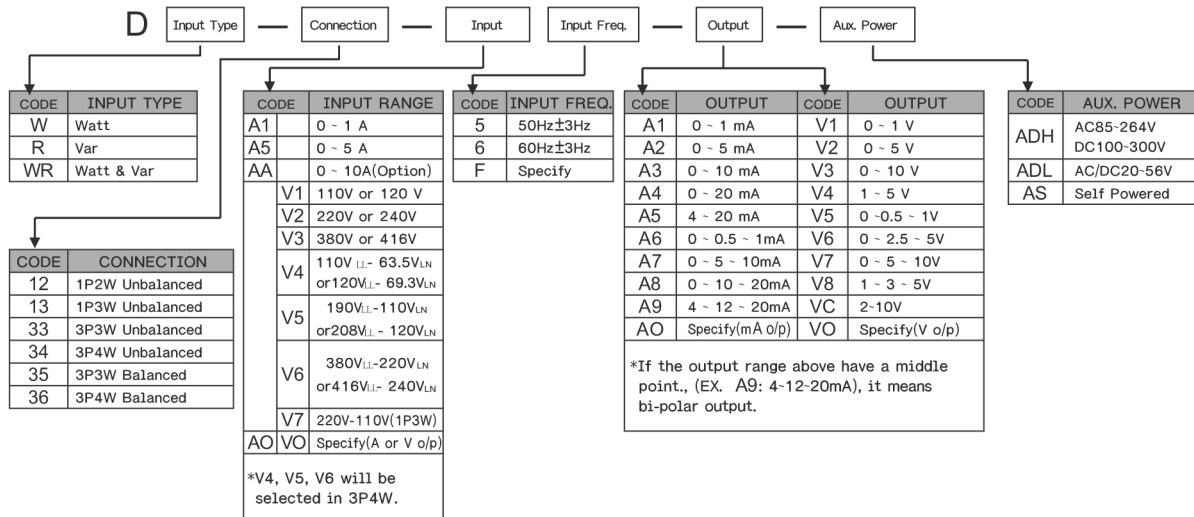 D Input Type — Connection — Input Input Freq. — Output — Aux. Power
CODE INPUT TYPE
W Watt
R Var
WR Watt & Var
CODE CONNECTION
12 1P2W Unbalanced
13 1P3W Unbalanced
33 3P3W Unbalanced
34 3P4W Unbalanced
35 3P3W Balanced
36 3P4W Balanced
CODE INPUT RANGE
A1 0 ~ 1 A
A5 0 ~ 5 A
AA 0 ~ 10A(Option)
V1 110V or 120 V
V2 220V or 240V
V3 380V or 416V
V4 110V LL- 63.5VLN
or120VLL- 69.3VLN
V5 190VLL-110VLN
or208VLL- 120VLN
V6 380VLL-220VLN
or416VLL- 240VLN
V7 220V-110V(1P3W)
AO VO Specify(A or V o/p)
*V4, V5, V6 will be
selected in 3P4W.
CODE INPUT FREQ.
5 50Hz±3Hz
6 60Hz±3Hz
F Specify
CODE OUTPUT CODE OUTPUT
A1 0 ~ 1 mA V1 0 ~ 1 V
A2 0 ~ 5 mA V2 0 ~ 5 V
A3 0 ~ 10 mA V3 0 ~ 10 V
A4 0 ~ 20 mA V4 1 ~ 5 V
A5 4 ~ 20 mA V5 0 ~0.5 ~ 1V
A6 0 ~ 0.5 ~ 1mA V6 0 ~ 2.5 ~ 5V
A7 0 ~ 5 ~ 10mA V7 0 ~ 5 ~ 10V
A8 0 ~ 10 ~ 20mA V8 1 ~ 3 ~ 5V
A9 4 ~ 12 ~ 20mA VC 2~10V
AO Specify(mA o/p) VO Specify(V o/p)
*If the output range above have a middle
point., (EX. A9: 4~12~20mA), it means
bi-polar output.
CODE AUX. POWER
ADH AC85~264V
DC100~300V
ADL AC/DC20~56V
AS Self Powered